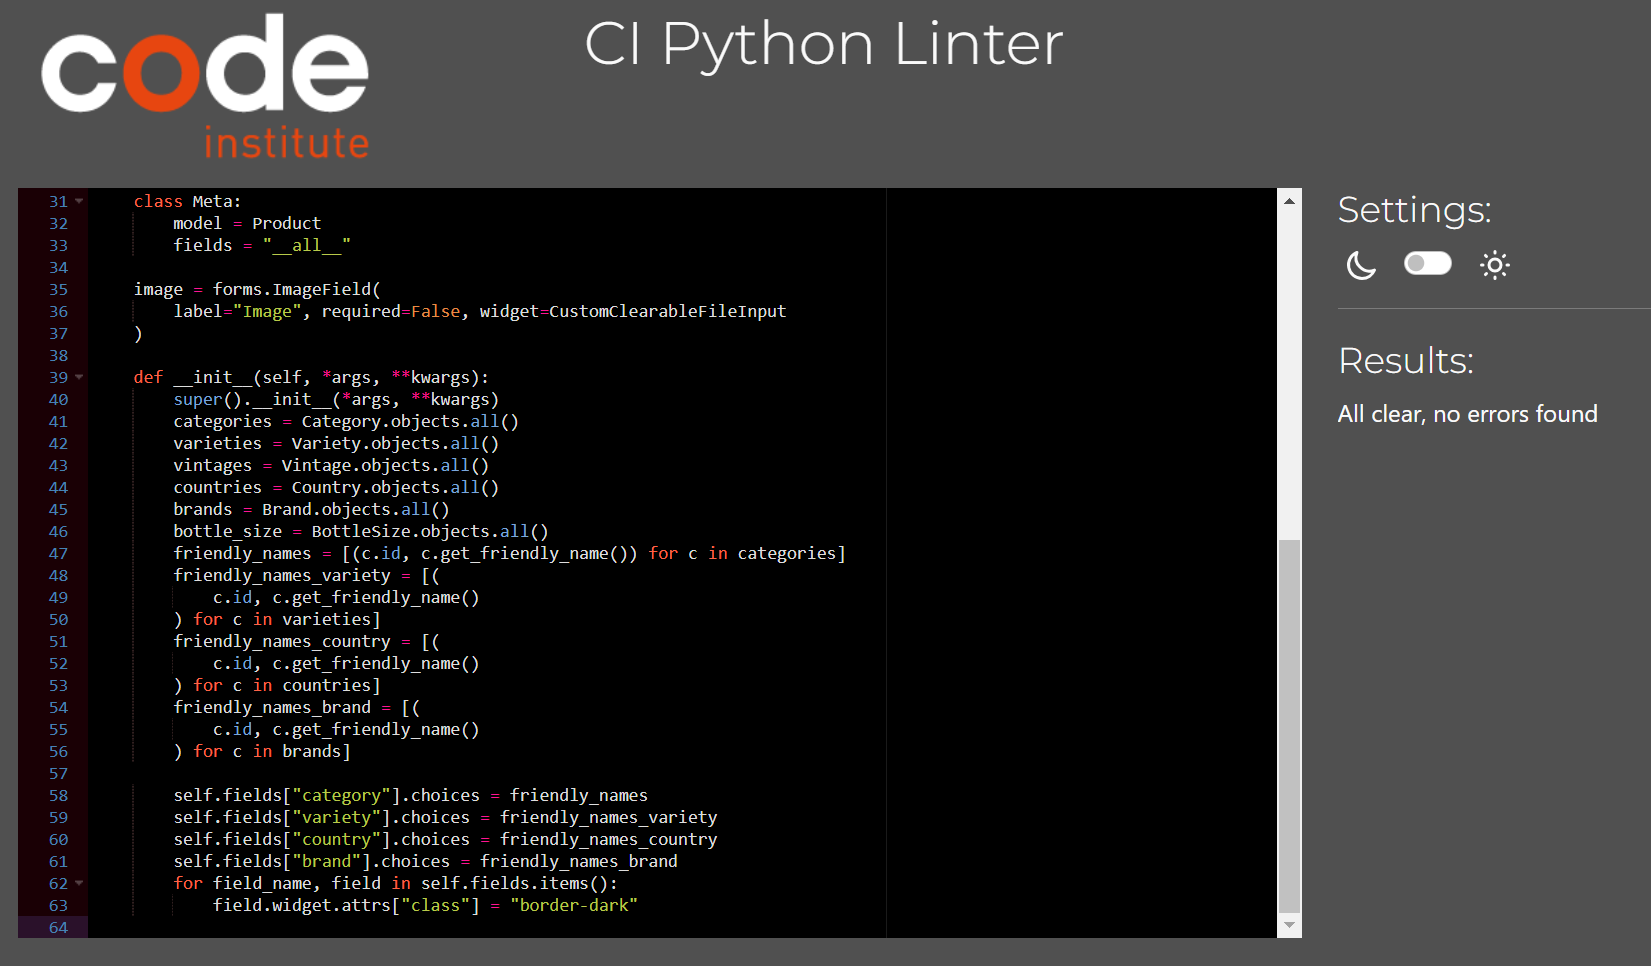 code
institute
CI Python Linter
31 class Meta:
32 model = Product
33 fields = "__all__"
34
35 image = forms.ImageField(
36 label="Image", required=False, widget=CustomClearableFileInput
37 )
38
39 def __init__(self, *args, **kwargs):
40 super().__init__(*args, **kwargs)
41 categories = Category.objects.all()
42 varieties = Variety.objects.all()
43 vintages = Vintage.objects.all()
44 countries = Country.objects.all()
45 brands = Brand.objects.all()
46 bottle_size = BottleSize.objects.all()
47 friendly_names = [(c.id, c.get_friendly_name()) for c in categories]
48 friendly_names_variety = [(
49 c.id, c.get_friendly_name()
50 ) for c in varieties]
51 friendly_names_country = [(
52 c.id, c.get_friendly_name()
53 ) for c in countries]
54 friendly_names_brand = [(
55 c.id, c.get_friendly_name()
56 ) for c in brands]
57
58 self.fields["category"].choices = friendly_names
59 self.fields["variety"].choices = friendly_names_variety
60 self.fields["country"].choices = friendly_names_country
61 self.fields["brand"].choices = friendly_names_brand
62 for field_name, field in self.fields.items():
63 field.widget.attrs["class"] = "border-dark"
64
Settings:
Results:
All clear, no errors found